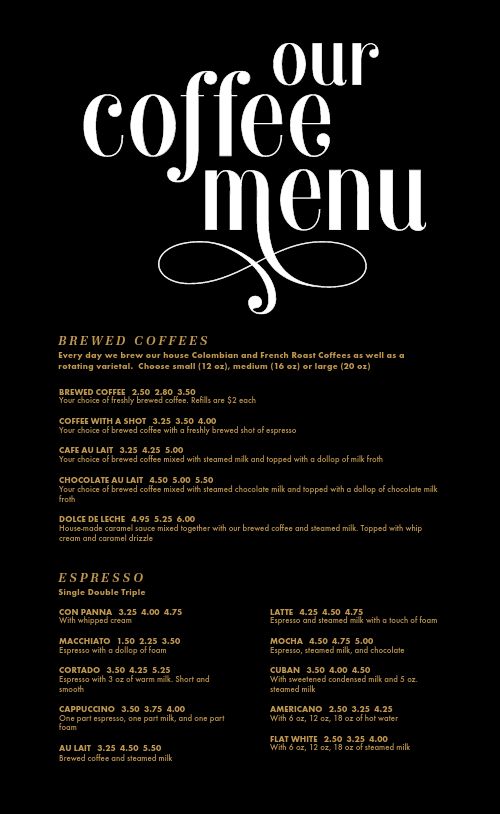 our
coffee
menu
BREWED COFFEES
Every day we brew our house Colombian and French Roast Coffees as well as a
rotating varietal. Choose small (12 oz), medium (16 oz) or large (20 oz)
BREWED COFFEE 2.50 2.80 3.50
Your choice of freshly brewed coffee. Refills are $2 each
COFFEE WITH A SHOT 3.25 3.50 4.00
Your choice of brewed coffee with a freshly brewed shot of espresso
CAFE AU LAIT 3.25 4.25 5.00
Your choice of brewed coffee mixed with steamed milk and topped with a dollop of milk froth
CHOCOLATE AU LAIT 4.50 5.00 5.50
Your choice of brewed coffee mixed with steamed chocolate milk and topped with a dollop of chocolate milk
froth
DOLCE DE LECHE 4.95 5.25 6.00
House-made caramel sauce mixed together with our brewed coffee and steamed milk. Topped with whip
cream and caramel drizzle
ESPRESSO
Single Double Triple
CON PANNA 3.25 4.00 4.75
With whipped cream
MACCHIATO 1.50 2.25 3.50
Espresso with a dollop of foam
CORTADO 3.50 4.25 5.25
Espresso with 3 oz of warm milk. Short and
smooth
CAPPUCCINO 3.50 3.75 4.00
One part espresso, one part milk, and one part
foam
AU LAIT 3.25 4.50 5.50
Brewed coffee and steamed milk
LATTE 4.25 4.50 4.75
Espresso and steamed milk with a touch of foam
MOCHA 4.50 4.75 5.00
Espresso, steamed milk, and chocolate
CUBAN 3.50 4.00 4.50
With sweetened condensed milk and 5 oz.
steamed milk
AMERICANO 2.50 3.25 4.25
With 6 oz, 12 oz, 18 oz of hot water
FLAT WHITE 2.50 3.25 4.00
With 6 oz, 12 oz, 18 oz of steamed milk